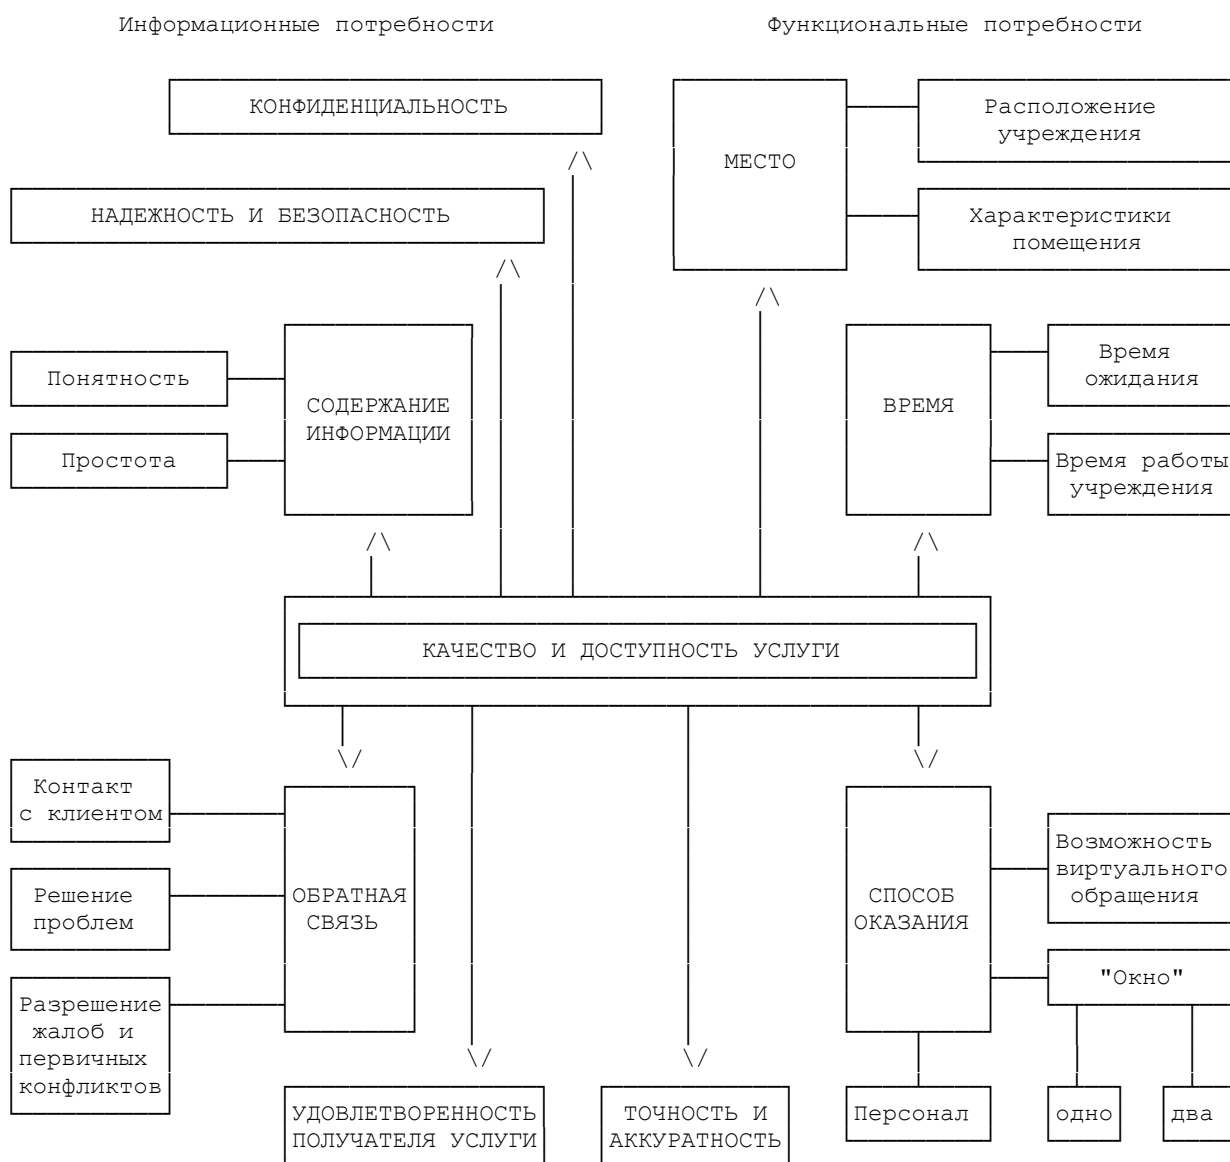 Информационные потребности
Функциональные потребности
КОНФИДЕНЦИАЛЬНОСТЬ
НАДЕЖНОСТЬ И БЕЗОПАСНОСТЬ
МЕСТО
Расположение
учреждения
Характеристики
помещения
Понятность
Простота
СОДЕРЖАНИЕ
ИНФОРМАЦИИ
ВРЕМЯ
Время
ожидания
Время работы
учреждения
КАЧЕСТВО И ДОСТУПНОСТЬ УСЛУГИ
Контакт
с клиентом
Решение
проблем
Разрешение
жалоб и
первичных
конфликтов
ОБРАТНАЯ
СВЯЗЬ
СПОСОБ
ОКАЗАНИЯ
Возможность
виртуального
обращения
"Окно"
УДОВЛЕТВОРЕННОСТЬ
ПОЛУЧАТЕЛЯ УСЛУГИ
ТОЧНОСТЬ И
АККУРАТНОСТЬ
Персонал
одно
два